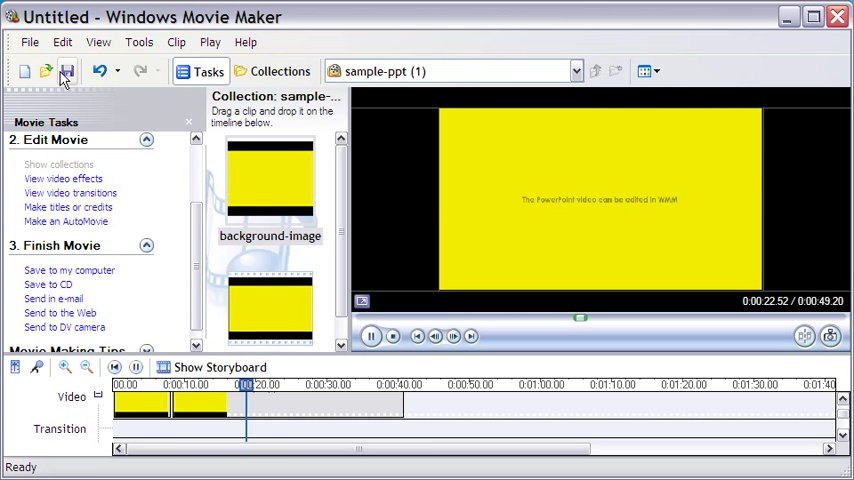 Untitled - Windows Movie Maker
File Edit View Tools Clip Play Help
Tasks Collections sample-ppt (1)
Movie Tasks
2. Edit Movie
Show collections
View video effects
View video transitions
Make titles or credits
Make an AutoMovie
3. Finish Movie
Save to my computer
Save to CD
Send in e-mail
Send to the Web
Send to DV camera
Movie Making Tips
Collection: sample-...
Drag a clip and drop it on the
timeline below.
background-image
The PowerPoint video can be edited in WMM
0:00:22.52 / 0:00:49.20
Show Storyboard
00.00 0:00:10.00 0:00:20.00 0:00:30.00 0:00:40.00 0:00:50.00 0:01:00.00 0:01:10.00 0:01:20.00 0:01:30.00 0:01:40
Video
Transition
Ready